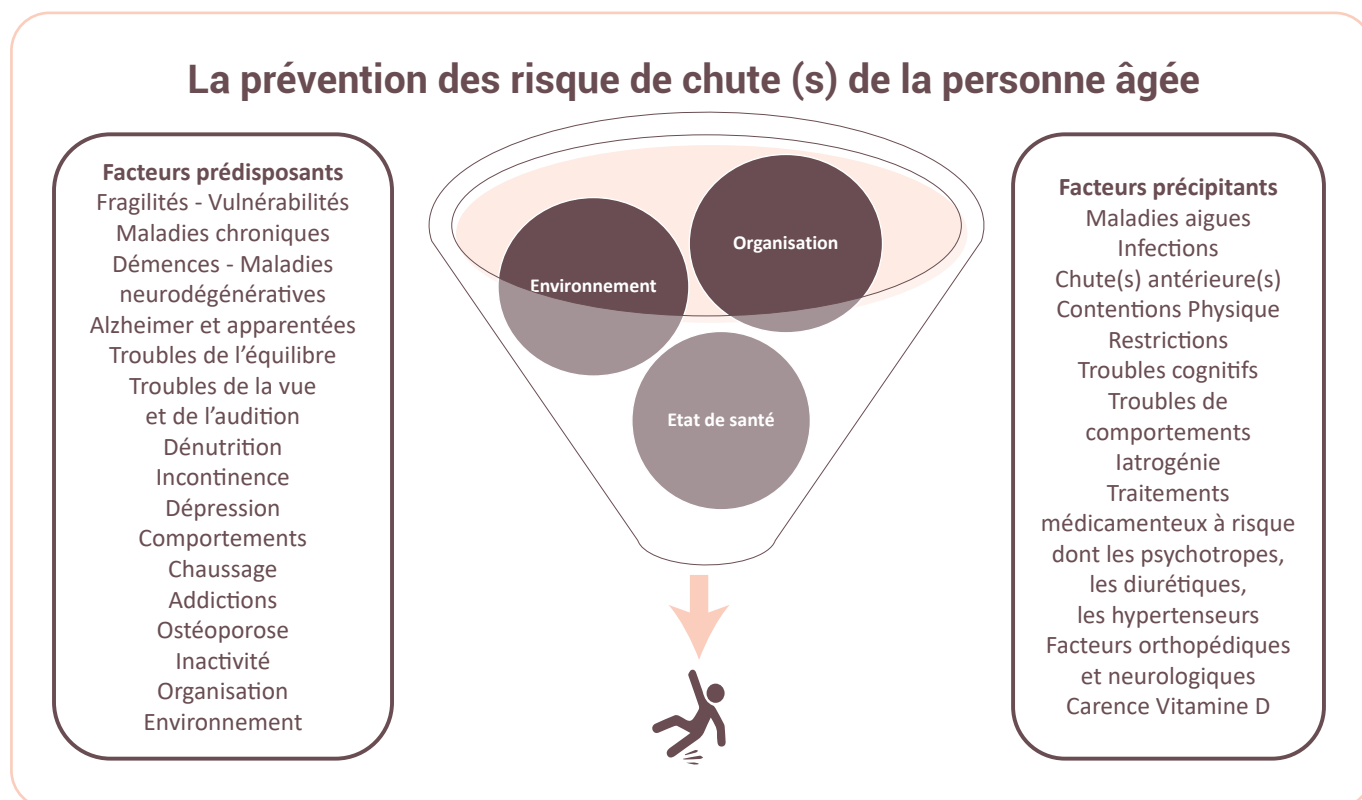 La prévention des risque de chute (s) de la personne âgée
Facteurs prédisposants
Fragilités - Vulnérabilités
Maladies chroniques
Démences - Maladies
neurodégénératives
Alzheimer et apparentées
Troubles de l’équilibre
Troubles de la vue
et de l’audition
Dénutrition
Incontinence
Dépression
Comportements
Chaussage
Addictions
Ostéoporose
Inactivité
Organisation
Environnement
Organisation
Environnement
Etat de santé
Facteurs précipitants
Maladies aigues
Infections
Chute(s) antérieure(s)
Contentions Physique
Restrictions
Troubles cognitifs
Troubles de
comportements
Iatrogénie
Traitements
médicamenteux à risque
dont les psychotropes,
les diurétiques,
les hypertenseurs
Facteurs orthopédiques
et neurologiques
Carence Vitamine D